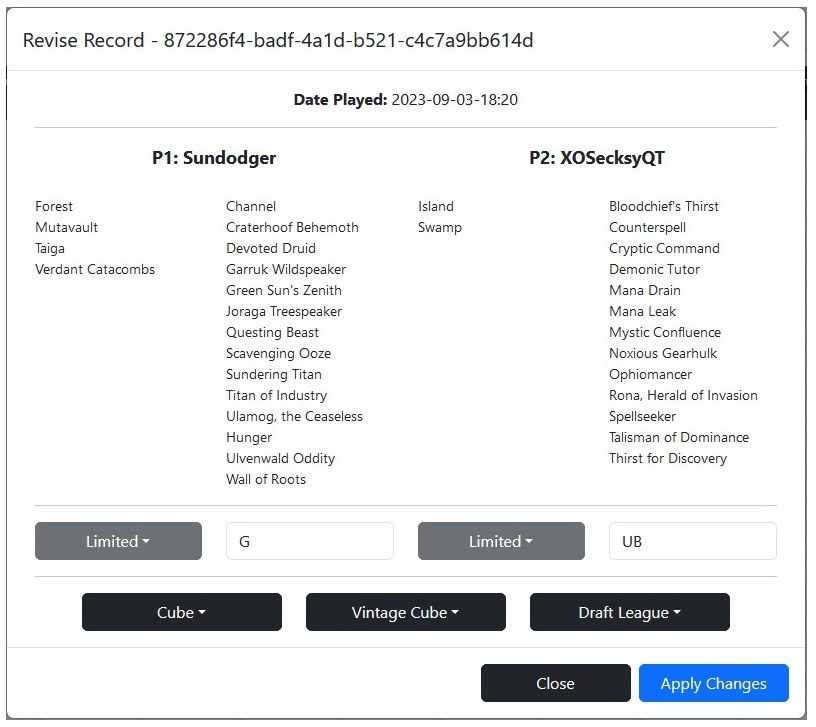 Revise Record - 872286f4-badf-4a1d-b521-c4c7a9bb614d
Date Played: 2023-09-03-18:20
P1: Sundodger
Forest
Mutavault
Taiga
Verdant Catacombs
Channel
Craterhoof Behemoth
Devoted Druid
Garruk Wildspeaker
Green Sun's Zenith
Joraga Treespeaker
Questing Beast
Scavenging Ooze
Sundering Titan
Titan of Industry
Ulamog, the Ceaseless
Hunger
Ulvenwald Oddity
Wall of Roots
P2: XOSecksyQT
Island
Swamp
Bloodchief's Thirst
Counterspell
Cryptic Command
Demonic Tutor
Mana Drain
Mana Leak
Mystic Confluence
Noxious Gearhulk
Ophiomancer
Rona, Herald of Invasion
Spellseeker
Talisman of Dominance
Thirst for Discovery
Limited
G
Limited
UB
Cube
Vintage Cube
Draft League
Close
Apply Changes